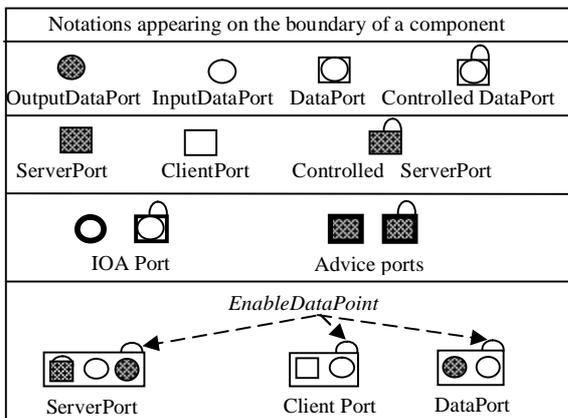 Notations appearing on the boundary of a component
OutputDataPort InputDataPort DataPort Controlled DataPort
ServerPort ClientPort Controlled ServerPort
IOA Port Advice ports
EnableDataPoint
ServerPort Client Port DataPort